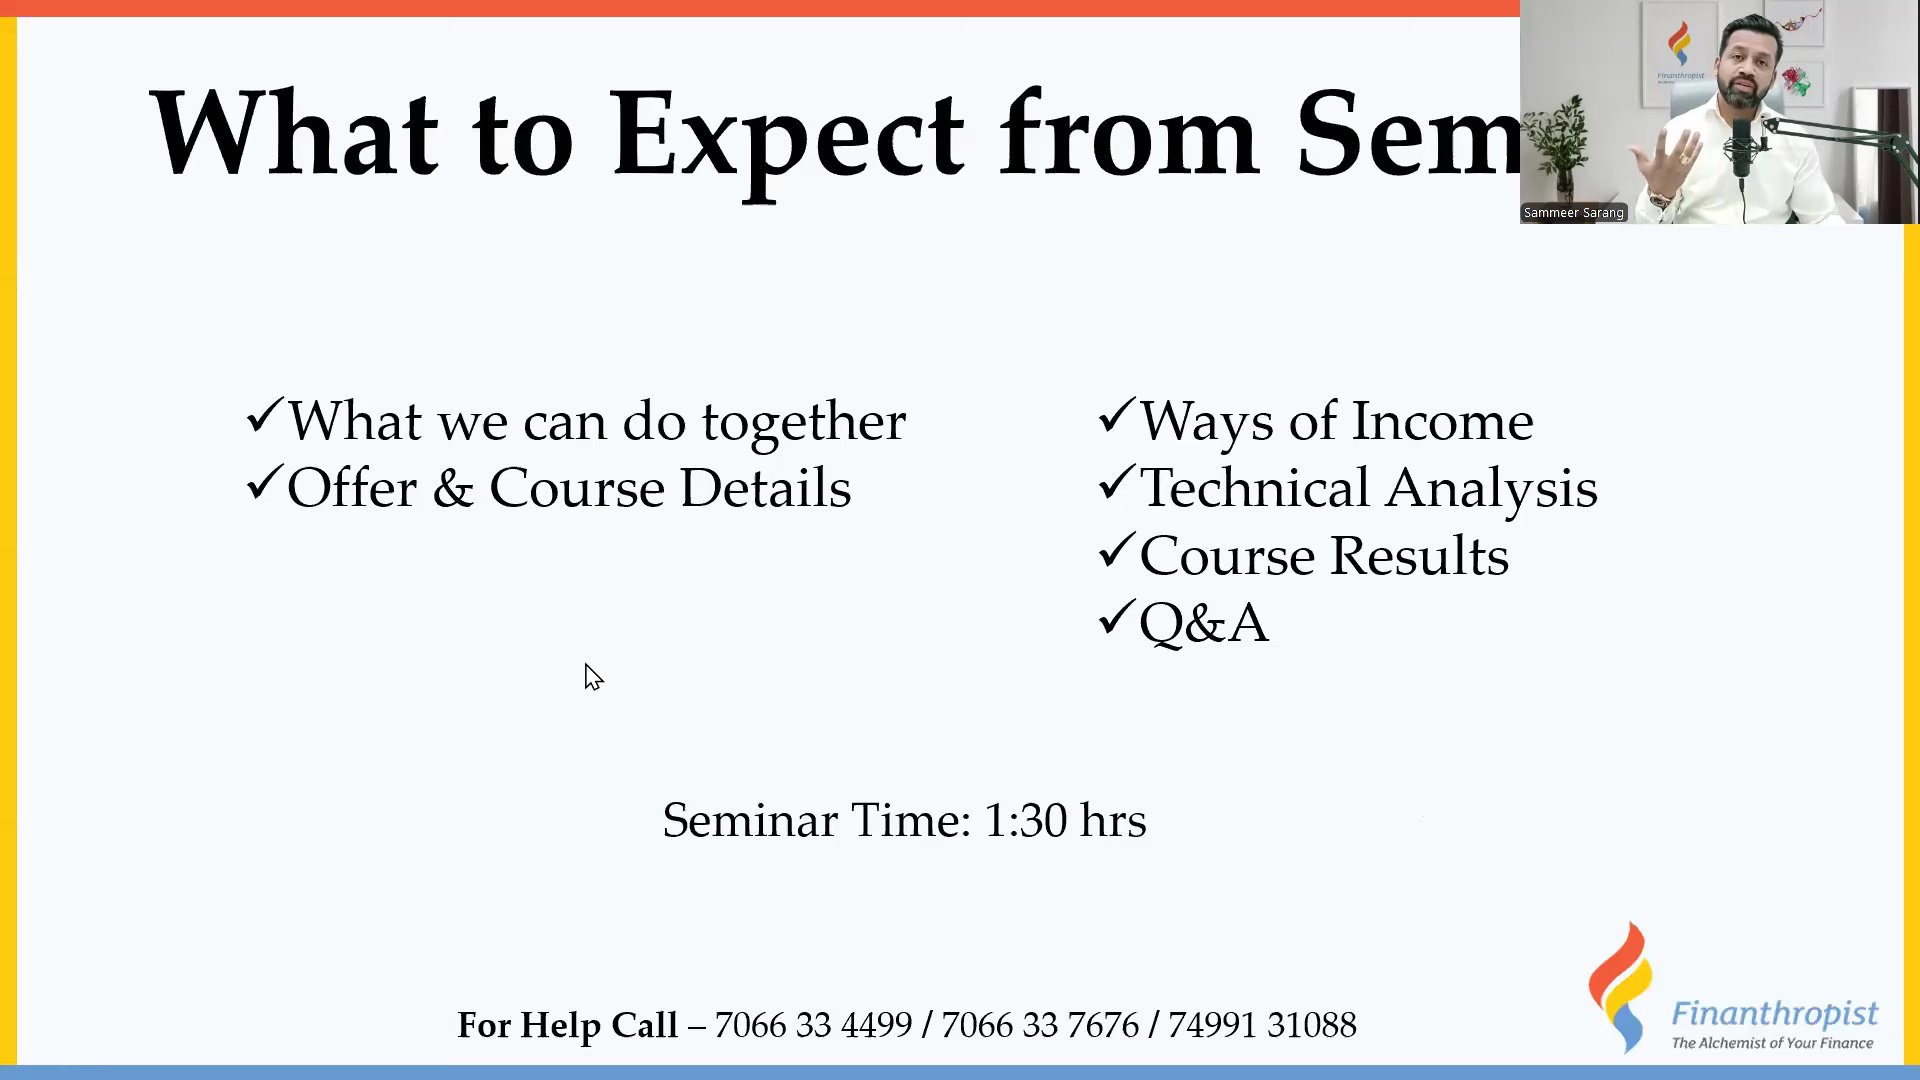 What to Expect from Sem
Sammeer Sarang
Finanthropist
✓What we can do together
✓Offer & Course Details
✓Ways of Income
✓Technical Analysis
✓Course Results
✓Q&A
Seminar Time: 1:30 hrs
For Help Call – 7066 33 4499 / 7066 33 7676 / 74991 31088
Finanthropist
The Alchemist of Your Finance